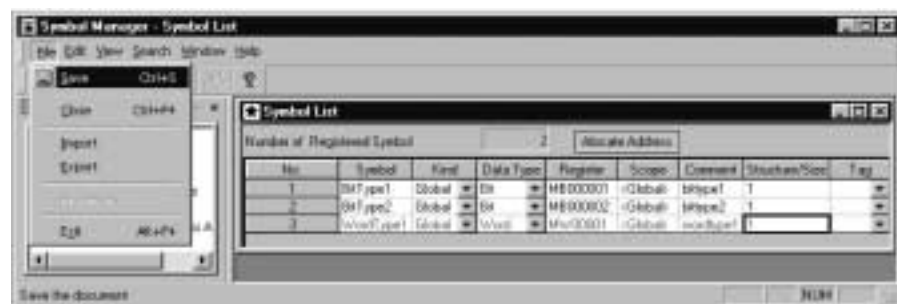 Symbol Manager - Symbol List
File Edit View Search Window Help
Save Ctrl+S
Close Ctrl+F4
Import
Export
Exit Alt+F4
Symbol List
Number of Registered Symbol 2 Allocate Address
No. Symbol Kind Data Type Register Scope Comment Structure/Size Tag
1 BitType1 Global Bit MB000001 <Global> bittype1 1
2 BitType2 Global Bit MB000002 <Global> bittype2 1
3 WordType1 Global Word MW00001 <Global> wordtype1 1
Save the document NUM